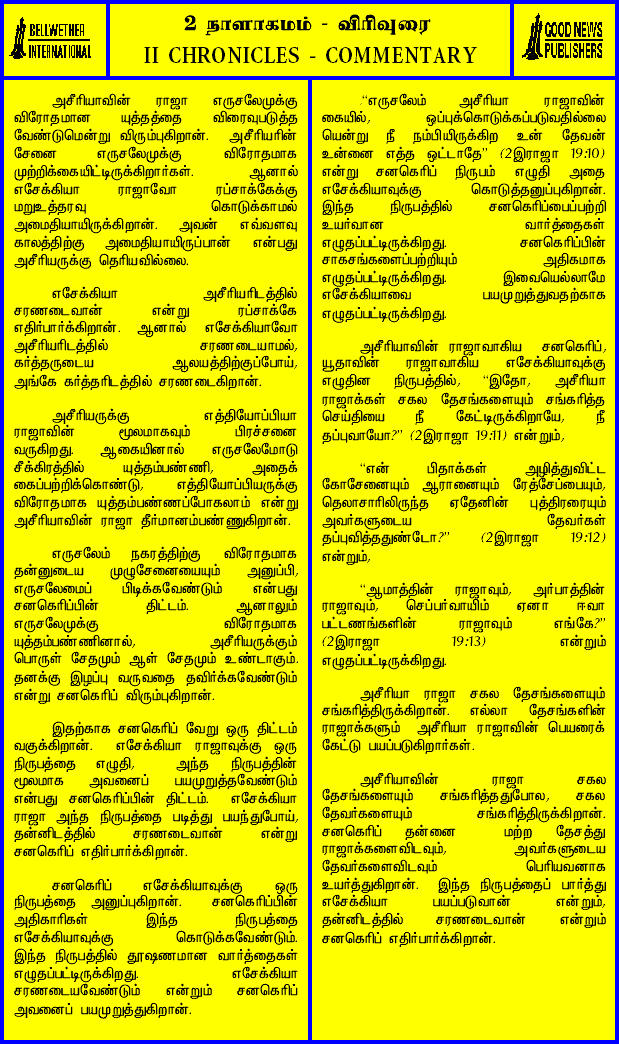 BELLWETHER
INTERNATIONAL
2 நாளாகமம் - விரிவுரை
II CHRONICLES - COMMENTARY
GOOD NEWS
PUBLISHERS
அசீரியாவின் ராஜா எருசலேமுக்கு
விரோதமான யுத்தத்தை விரைவுபடுத்த
வேண்டுமென்று விரும்புகிறான். அசீரியரின்
சேனை எருசலேமுக்கு விரோதமாக
முற்றிக்கையிட்டிருக்கிறார்கள். ஆனால்
எசேக்கியா ராஜாவோ ரப்சாக்கேக்கு
மறுஉத்தரவு கொடுக்காமல்
அமைதியாயிருக்கிறான். அவன் எவ்வளவு
காலத்திற்கு அமைதியாயிருப்பான் என்பது
அசீரியருக்கு தெரியவில்லை.
எசேக்கியா அசீரியரிடத்தில்
சரணடைவான் என்று ரப்சாக்கே
எதிர்பார்க்கிறான். ஆனால் எசேக்கியாவோ
அசீரியரிடத்தில் சரணடையாமல்,
கர்த்தருடைய ஆலயத்திற்குப்போய்,
அங்கே கர்த்தரிடத்தில் சரணடைகிறான்.
அசீரியருக்கு எத்தியோப்பியா
ராஜாவின் மூலமாகவும் பிரச்சனை
வருகிறது. ஆகையினால் எருசலேமோடு
சீக்கிரத்தில் யுத்தம்பண்ணி, அதைக்
கைப்பற்றிக்கொண்டு, எத்தியோப்பியருக்கு
விரோதமாக யுத்தம்பண்ணப்போகலாம் என்று
அசீரியாவின் ராஜா தீர்மானம்பண்ணுகிறான்.
எருசலேம் நகரத்திற்கு விரோதமாக
தன்னுடைய முழுசேனையையும் அனுப்பி,
எருசலேமைப் பிடிக்கவேண்டும் என்பது
சனகெரிப்பின் திட்டம். ஆனாலும்
எருசலேமுக்கு விரோதமாக
யுத்தம்பண்ணினால், அசீரியருக்கும்
பொருள் சேதமும் ஆள் சேதமும் உண்டாகும்.
தனக்கு இழப்பு வருவதை தவிர்க்கவேண்டும்
என்று சனகெரிப் விரும்புகிறான்.
இதற்காக சனகெரிப் வேறு ஒரு திட்டம்
வகுக்கிறான். எசேக்கியா ராஜாவுக்கு ஒரு
நிருபத்தை எழுதி, அந்த நிருபத்தின்
மூலமாக அவனைப் பயமுறுத்தவேண்டும்
என்பது சனகெரிப்பின் திட்டம். எசேக்கியா
ராஜா அந்த நிருபத்தை படித்து பயந்துபோய்,
தன்னிடத்தில் சரணடைவான் என்று
சனகெரிப் எதிர்பார்க்கிறான்.
சனகெரிப் எசேக்கியாவுக்கு ஒரு
நிருபத்தை அனுப்புகிறான். சனகெரிப்பின்
அதிகாரிகள் இந்த நிருபத்தை
எசேக்கியாவுக்கு கொடுக்கவேண்டும்.
இந்த நிருபத்தில் தூஷணமான வார்த்தைகள்
எழுதப்பட்டிருக்கிறது. எசேக்கியா
சரணடையவேண்டும் என்றும் சனகெரிப்
அவனைப் பயமுறுத்துகிறான்.
.“எருசலேம் அசீரியா ராஜாவின்
கையில், ஒப்புக்கொடுக்கப்படுவதில்லை
யென்று நீ நம்பியிருக்கிற உன் தேவன்
உன்னை எத்த ஒட்டாதே” (2இராஜா 19:10)
என்று சனகெரிப் நிருபம் எழுதி அதை
எசேக்கியாவுக்கு கொடுத்தனுப்புகிறான்.
இந்த நிருபத்தில் சனகெரிப்பைப்பற்றி
உயர்வான வார்த்தைகள்
எழுதப்பட்டிருக்கிறது. சனகெரிப்பின்
சாகசங்களைப்பற்றியும் அதிகமாக
எழுதப்பட்டிருக்கிறது. இவையெல்லாமே
எசேக்கியாவை பயமுறுத்துவதற்காக
எழுதப்பட்டிருக்கிறது.
அசீரியாவின் ராஜாவாகிய சனகெரிப்,
யூதாவின் ராஜாவாகிய எசேக்கியாவுக்கு
எழுதின நிருபத்தில், “இதோ, அசீரியா
ராஜாக்கள் சகல தேசங்களையும் சங்கரித்த
செய்தியை நீ கேட்டிருக்கிறாயே, நீ
தப்புவாயோ?” (2இராஜா 19:11) என்றும்,
“என் பிதாக்கள் அழித்துவிட்ட
கோசேனையும் ஆரானையும் ரேத்சேப்பையும்,
தெலாசாரிலிருந்த ஏதேனின் புத்திரரையும்
அவர்களுடைய தேவர்கள்
தப்புவித்ததுண்டோ?” (2இராஜா 19:12)
என்றும்,
“ஆமாத்தின் ராஜாவும், அர்பாத்தின்
ராஜாவும், செப்பர்வாயிம் ஏனா ஈவா
பட்டணங்களின் ராஜாவும் எங்கே?”
(2இராஜா 19:13) என்றும்
எழுதப்பட்டிருக்கிறது.
அசீரியா ராஜா சகல தேசங்களையும்
சங்கரித்திருக்கிறான். எல்லா தேசங்களின்
ராஜாக்களும் அசீரியா ராஜாவின் பெயரைக்
கேட்டு பயப்படுகிறார்கள்.
அசீரியாவின் ராஜா சகல
தேசங்களையும் சங்கரித்ததுபோல, சகல
தேவர்களையும் சங்கரித்திருக்கிறான்.
சனகெரிப் தன்னை மற்ற தேசத்து
ராஜாக்களைவிடவும், அவர்களுடைய
தேவர்களைவிடவும் பெரியவனாக
உயர்த்துகிறான். இந்த நிருபத்தைப் பார்த்து
எசேக்கியா பயப்படுவான் என்றும்,
தன்னிடத்தில் சரணடைவான் என்றும்
சனகெரிப் எதிர்பார்க்கிறான்.